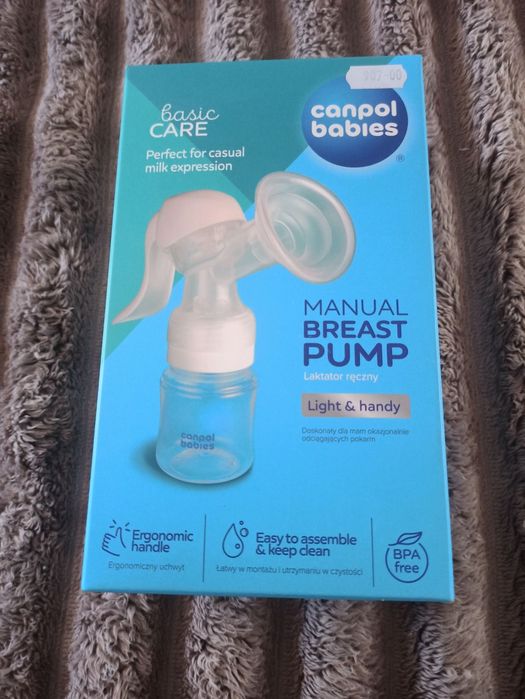 907-00
basic
CARE
Perfect for casual
milk expression
canpol
babies
®
MANUAL
BREAST
PUMP
Laktator ręczny
Light & handy
Doskonały dla mam okazjonalnie
odciągających pokarm
canpol
babies
Ergonomic
handle
Ergonomiczny uchwyt
Easy to assemble
& keep clean
Łatwy w montażu i utrzymaniu w czystości
BPA
free